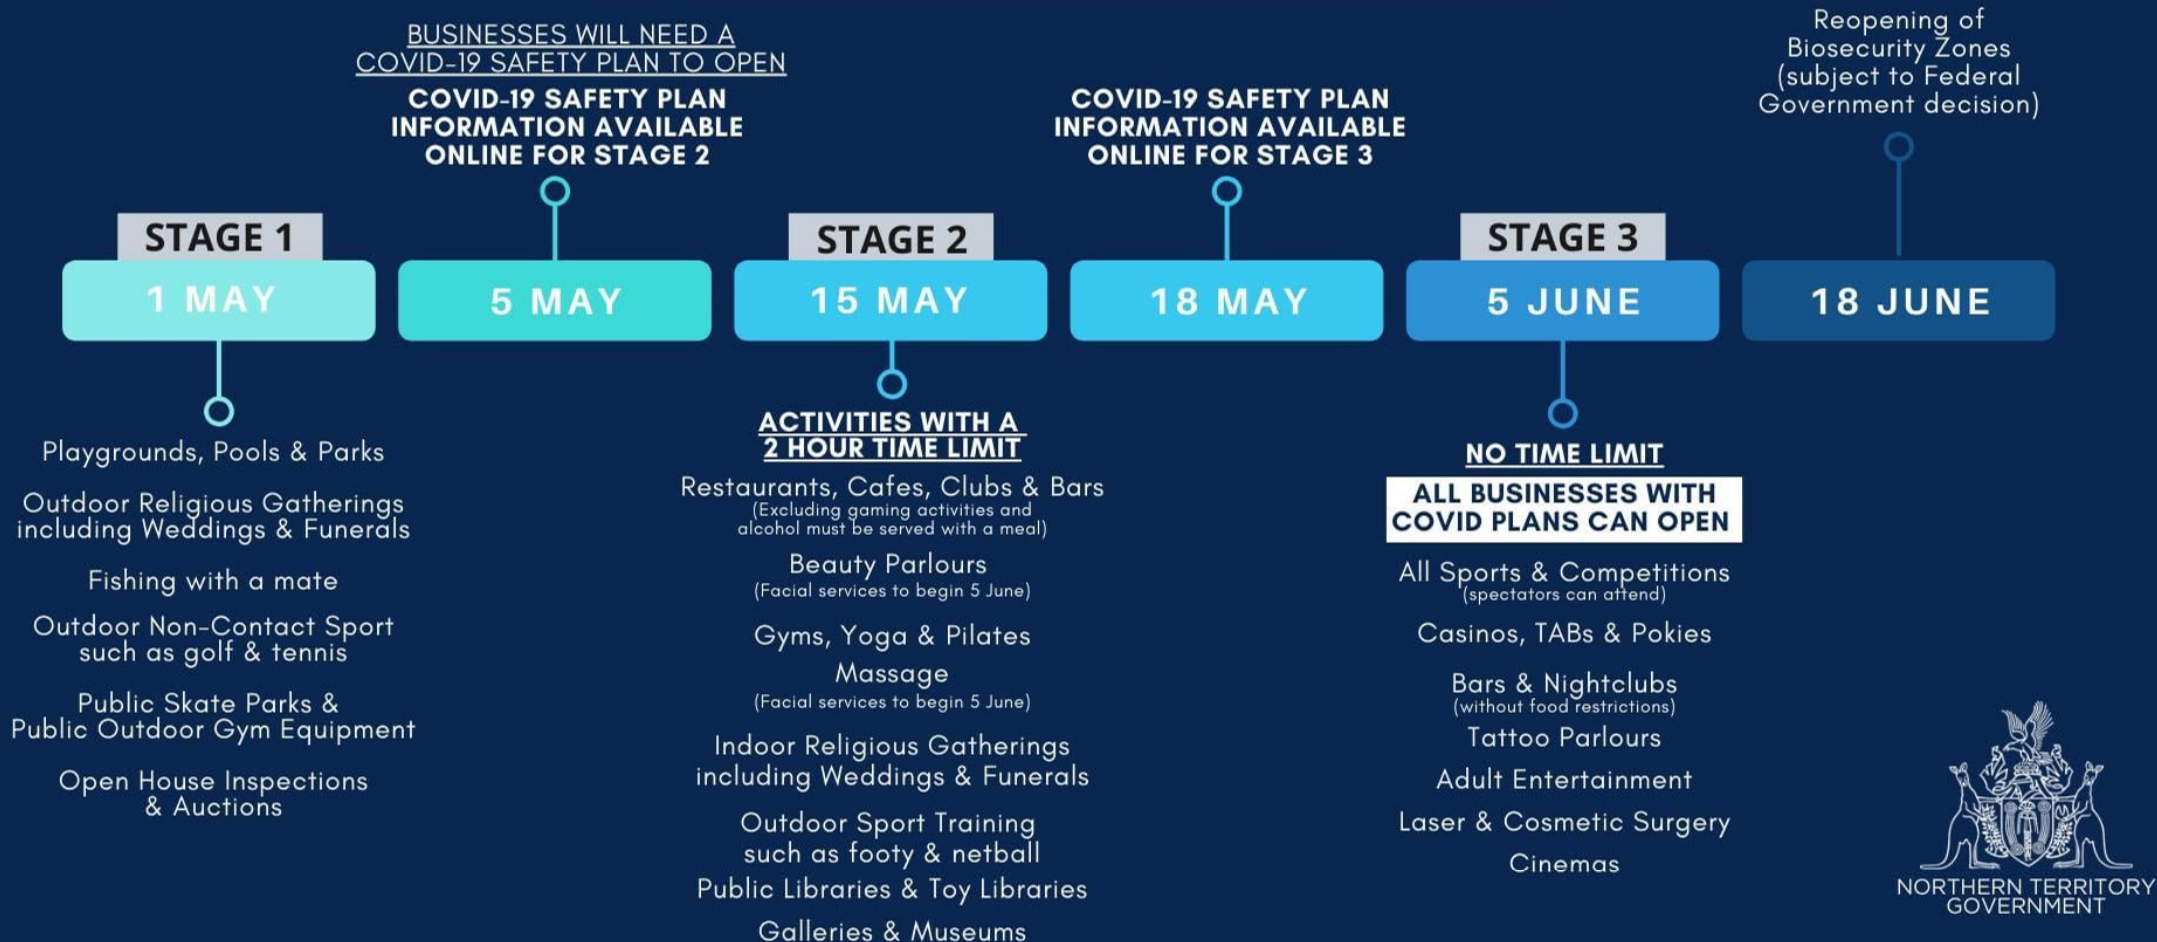 BUSINESSES WILL NEED A
COVID-19 SAFETY PLAN TO OPEN
COVID-19 SAFETY PLAN
INFORMATION AVAILABLE
ONLINE FOR STAGE 2
COVID-19 SAFETY PLAN
INFORMATION AVAILABLE
ONLINE FOR STAGE 3
Reopening of
Biosecurity Zones
(subject to Federal
Government decision)
STAGE 1
1 MAY
5 MAY
STAGE 2
15 MAY
18 MAY
STAGE 3
5 JUNE
18 JUNE
Playgrounds, Pools & Parks
Outdoor Religious Gatherings
including Weddings & Funerals
Fishing with a mate
Outdoor Non-Contact Sport
such as golf & tennis
Public Skate Parks &
Public Outdoor Gym Equipment
Open House Inspections
& Auctions
ACTIVITIES WITH A
2 HOUR TIME LIMIT
Restaurants, Cafes, Clubs & Bars
(Excluding gaming activities and
alcohol must be served with a meal)
Beauty Parlours
(Facial services to begin 5 June)
Gyms, Yoga & Pilates
Massage
(Facial services to begin 5 June)
Indoor Religious Gatherings
including Weddings & Funerals
Outdoor Sport Training
such as footy & netball
Public Libraries & Toy Libraries
Galleries & Museums
NO TIME LIMIT
ALL BUSINESSES WITH
COVID PLANS CAN OPEN
All Sports & Competitions
(spectators can attend)
Casinos, TABs & Pokies
Bars & Nightclubs
(without food restrictions)
Tattoo Parlours
Adult Entertainment
Laser & Cosmetic Surgery
Cinemas
NORTHERN TERRITORY
GOVERNMENT